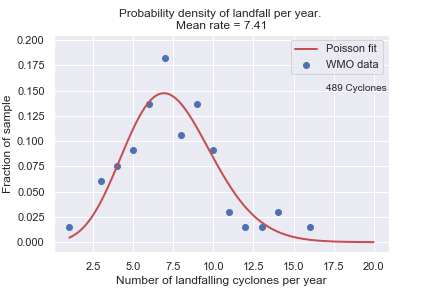 Probability density of landfall per year.
Mean rate = 7.41
Poisson fit
WMO data
489 Cyclones
Fraction of sample
0.200
0.175
0.150
0.125
0.100
0.075
0.050
0.025
0.000
2.5 5.0 7.5 10.0 12.5 15.0 17.5 20.0
Number of landfalling cyclones per year